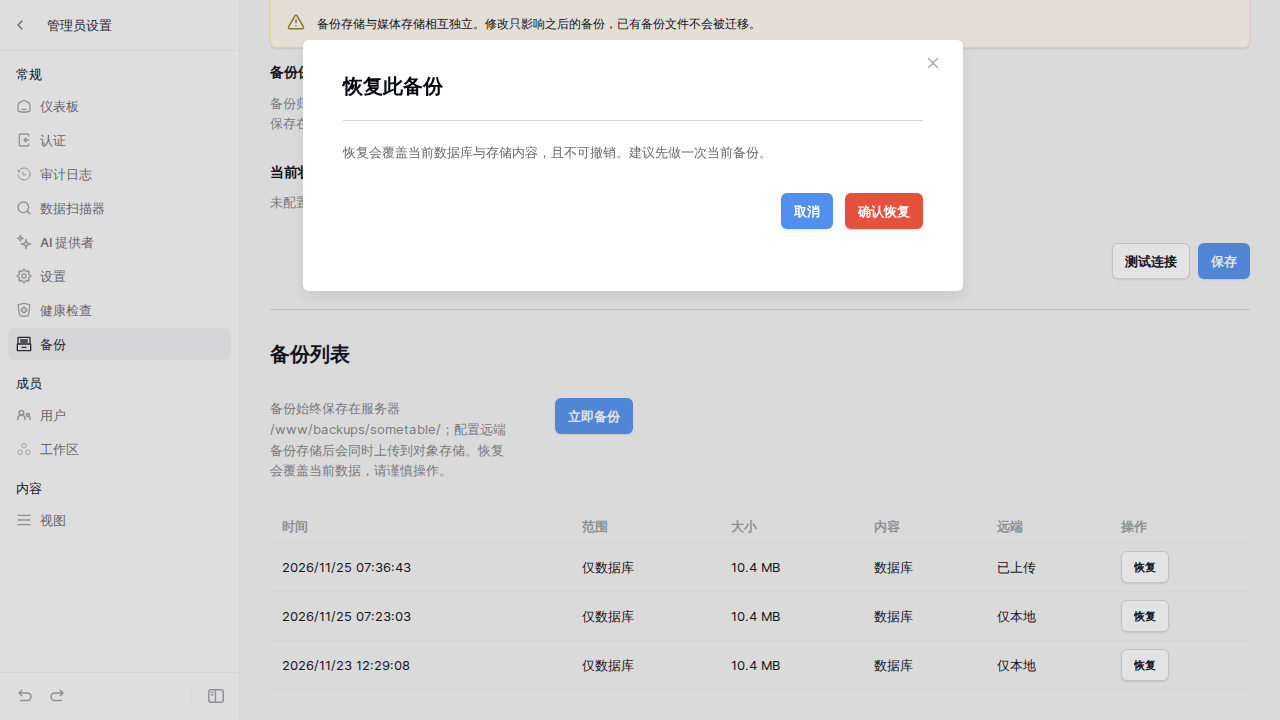 管理员设置
常规
仪表板
认证
审计日志
数据扫描器
AI 提供者
设置
健康检查
备份
成员
用户
工作区
内容
视图
备份存储与媒体存储相互独立。修改只影响之后的备份，已有备份文件不会被迁移。
恢复此备份
恢复会覆盖当前数据库与存储内容，且不可撤销。建议先做一次当前备份。
取消
确认恢复
备份
备份
保存在
当前
未配置
测试连接
保存
备份列表
备份始终保存在服务器
/www/backups/sometable/；配置远端
备份存储后会同时上传到对象存储。恢复
会覆盖当前数据，请谨慎操作。
立即备份
时间 范围 大小 内容 远端 操作
2026/11/25 07:36:43 仅数据库 10.4 MB 数据库 已上传 恢复
2026/11/25 07:23:03 仅数据库 10.4 MB 数据库 仅本地 恢复
2026/11/23 12:29:08 仅数据库 10.4 MB 数据库 仅本地 恢复